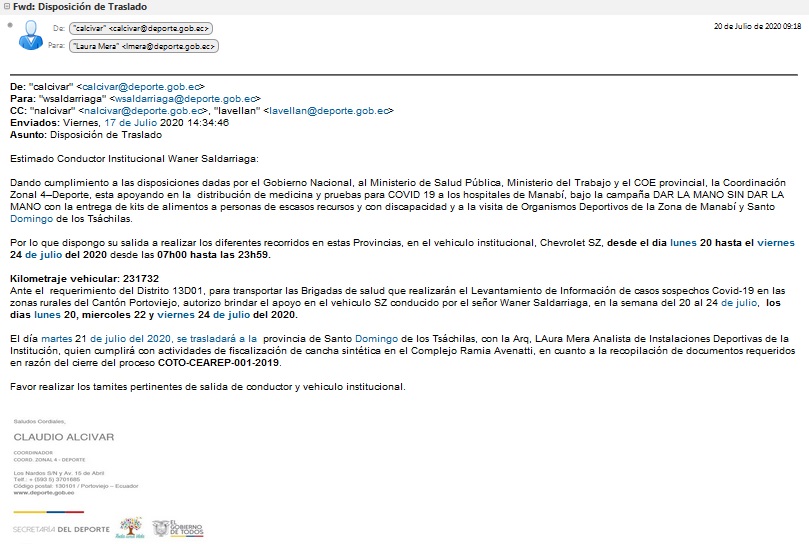 Fwd: Disposición de Traslado
De: "calcivar" <calcivar@deporte.gob.ec>
20 de Julio de 2020 09:18
Para: "Laura Mera" <lmera@deporte.gob.ec>
De: "calcivar" <calcivar@deporte.gob.ec>
Para: "wsaldarriaga" <wsaldarriaga@deporte.gob.ec>
CC: "nalcivar" <nalcivar@deporte.gob.ec>, "lavellan" <lavellan@deporte.gob.ec>
Enviados: Viernes, 17 de Julio 2020 14:34:46
Asunto: Disposición de Traslado
Estimado Conductor Institucional Waner Saldarriaga:
Dando cumplimiento a las disposiciones dadas por el Gobierno Nacional, al Ministerio de Salud Pública, Ministerio del Trabajo y el COE provincial, la Coordinación
Zonal 4–Deporte, esta apoyando en la distribución de medicina y pruebas para COVID 19 a los hospitales de Manabí, bajo la campaña DAR LA MANO SIN DAR LA
MANO con la entrega de kits de alimentos a personas de escasos recursos y con discapacidad y a la visita de Organismos Deportivos de la Zona de Manabí y Santo
Domingo de los Tsáchilas.
Por lo que dispongo su salida a realizar los diferentes recorridos en estas Provincias, en el vehiculo institucional, Chevrolet SZ, desde el dia lunes 20 hasta el viernes
24 de julio del 2020 desde las 07h00 hasta las 23h59.
Kilometraje vehicular: 231732
Ante el requerimiento del Distrito 13D01, para transportar las Brigadas de salud que realizarán el Levantamiento de Información de casos sospechos Covid-19 en las
zonas rurales del Cantón Portoviejo, autorizo brindar el apoyo en el vehiculo SZ conducido por el señor Waner Saldarriaga, en la semana del 20 al 24 de julio, los
dias lunes 20, miercoles 22 y viernes 24 de julio del 2020.
El día martes 21 de julio del 2020, se trasladará a la provincia de Santo Domingo de los Tsáchilas, con la Arq, LAura Mera Analista de Instalaciones Deportivas de la
Institución, quien cumplirá con actividades de fiscalización de cancha sintética en el Complejo Ramia Avenatti, en cuanto a la recopilación de documentos requeridos
en razón del cierre del proceso COTO-CEAREP-001-2019.
Favor realizar los tamites pertinentes de salida de conductor y vehiculo institucional.
Saludos Cordiales,
CLAUDIO ALCIVAR
COORDINADOR
COORD. ZONAL 4 - DEPORTE
Los Nardos S/N y Av. 15 de Abril
Telf.: + (593 5) 3701685
Código postal: 130101 / Portoviejo – Ecuador
www.deporte.gob.ec
SECRETARÍA DEL DEPORTE
EL GOBIERNO
DE TODOS